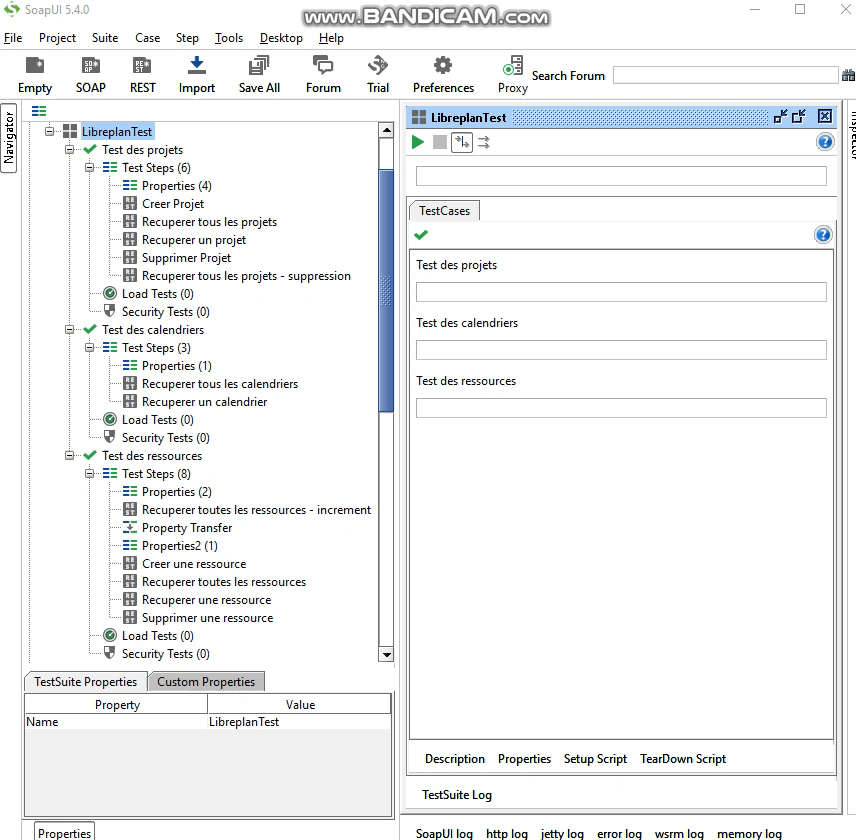 SoapUI 5.4.0
www.BANDICAM.com
File Project Suite Case Step Tools Desktop Help
Empty SOAP REST Import Save All Forum Trial Preferences Proxy Search Forum
Navigator
LibreplanTest
Test des projets
Test Steps (6)
Properties (4)
Creer Projet
Recuperer tous les projets
Recuperer un projet
Supprimer Projet
Recuperer tous les projets - suppression
Load Tests (0)
Security Tests (0)
Test des calendriers
Test Steps (3)
Properties (1)
Recuperer tous les calendriers
Recuperer un calendrier
Load Tests (0)
Security Tests (0)
Test des ressources
Test Steps (8)
Properties (2)
Recuperer toutes les ressources - increment
Property Transfer
Properties2 (1)
Creer une ressource
Recuperer toutes les ressources
Recuperer une ressource
Supprimer une ressource
Load Tests (0)
Security Tests (0)
TestSuite Properties Custom Properties
Property Value
Name LibreplanTest
Properties
LibreplanTest
TestCases
Test des projets
Test des calendriers
Test des ressources
Description Properties Setup Script TearDown Script
TestSuite Log
SoapUI log http log jetty log error log wsrm log memory log